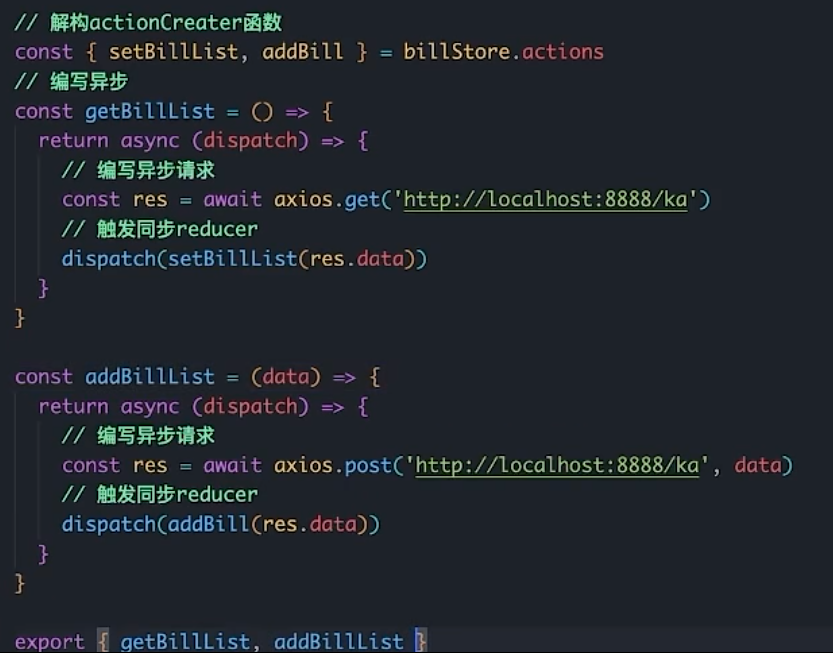 // 解构actionCreater函数
const { setBillList, addBill } = billStore.actions
// 编写异步
const getBillList = () => {
return async (dispatch) => {
// 编写异步请求
const res = await axios.get('http://localhost:8888/ka')
// 触发同步reducer
dispatch(setBillList(res.data))
}
}
const addBillList = (data) => {
return async (dispatch) => {
// 编写异步请求
const res = await axios.post('http://localhost:8888/ka', data)
// 触发同步reducer
dispatch(addBill(res.data))
}
}
export { getBillList, addBillList }